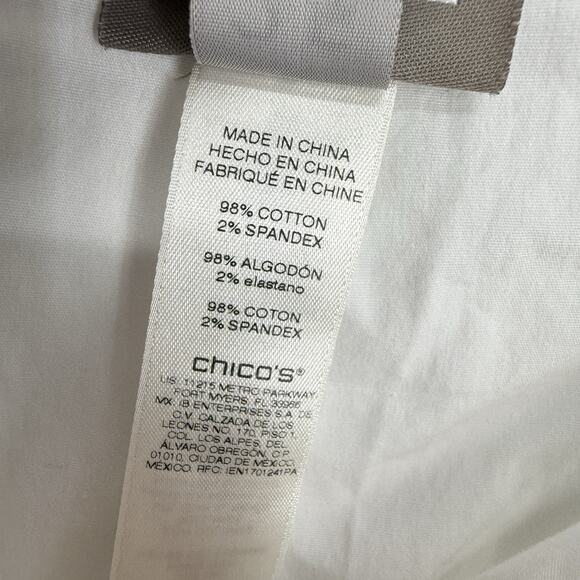 MADE IN CHINA
HECHO EN CHINA
FABRIQUÉ EN CHINE
98% COTTON
2% SPANDEX
98% ALGODÓN
2% elastano
98% COTON
2% SPANDEX
chico's®
US: 11215 METRO PARKWAY
FORT MYERS, FL 33966
MX: IB ENTERPRISES S.A. DE
C.V. CALZADA DE LOS
LEONES NO. 170, PISO 1,
COL. LOS ALPES, DEL.
ÁLVARO OBREGÓN, C.P.
01010, CIUDAD DE MÉXICO,
MÉXICO. RFC: IEN1701241PA